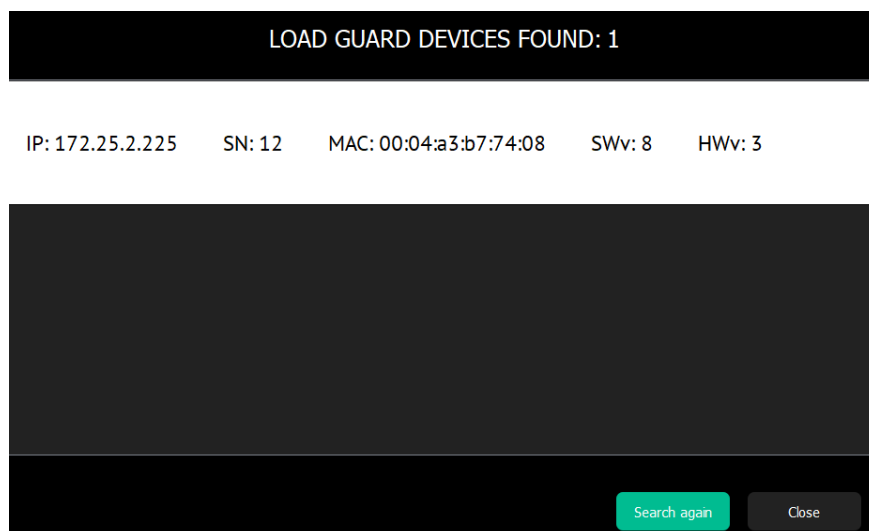 LOAD GUARD DEVICES FOUND: 1
IP: 172.25.2.225 SN: 12 MAC: 00:04:a3:b7:74:08 SWv: 8 HWv: 3
Search again Close